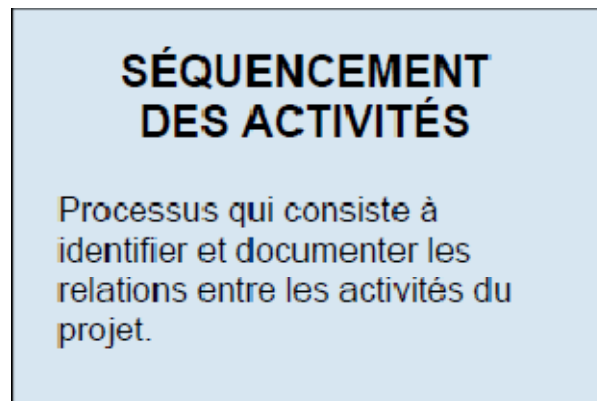 SÉQUENCEMENT
DES ACTIVITÉS
Processus qui consiste à
identifier et documenter les
relations entre les activités du
projet.